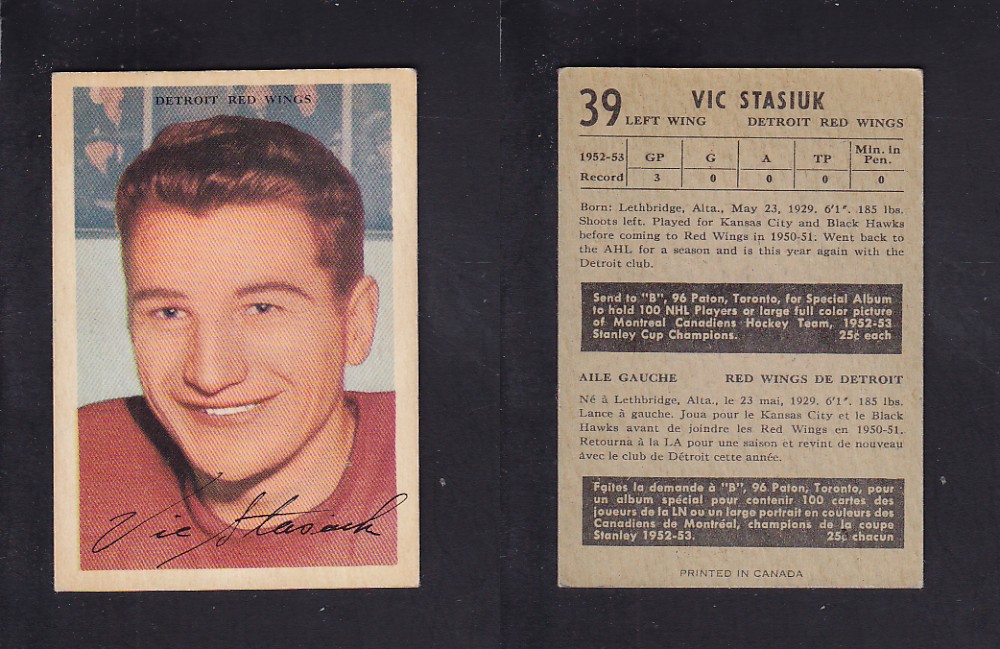 DETROIT RED WINGS
Vic Stasiuk
39 VIC STASIUK
LEFT WING DETROIT RED WINGS
1952-53 GP G A TP Min. in Pen.
Record 3 0 0 0 0
Born: Lethbridge, Alta., May 23, 1929. 6'1". 185 lbs.
Shoots left. Played for Kansas City and Black Hawks
before coming to Red Wings in 1950-51. Went back to
the AHL for a season and is this year again with the
Detroit club.
Send to "B", 96 Paton, Toronto, for Special Album
to hold 100 NHL Players or large full color picture
of Montreal Canadiens Hockey Team, 1952-53
Stanley Cup Champions. 25¢ each
AILE GAUCHE RED WINGS DE DETROIT
Né à Lethbridge, Alta., le 23 mai, 1929. 6'1". 185 lbs.
Lance à gauche. Joua pour le Kansas City et le Black
Hawks avant de joindre les Red Wings en 1950-51.
Retourna à la LA pour une saison et revint de nouveau
avec le club de Détroit cette année.
Faites la demande à "B", 96 Paton, Toronto, pour
un album spécial pour contenir 100 cartes des
joueurs de la LN ou un large portrait en couleurs des
Canadiens de Montréal, champions de la coupe
Stanley 1952-53. 25¢ chacun
PRINTED IN CANADA